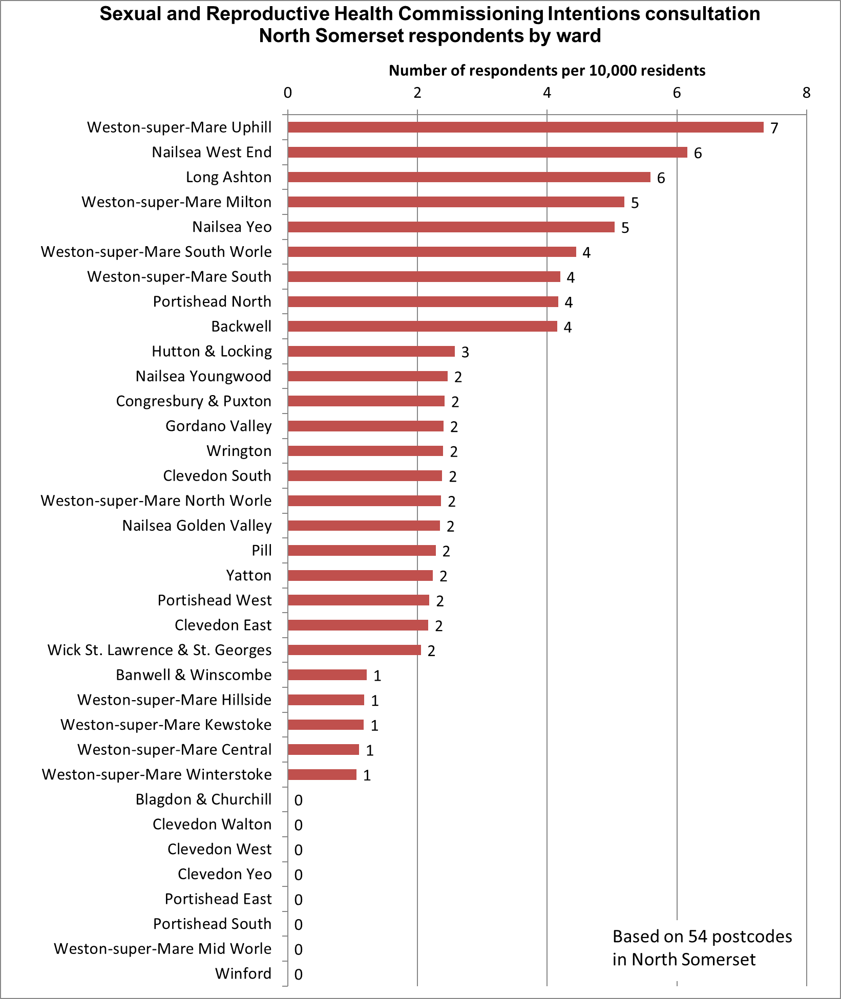 Sexual and Reproductive Health Commissioning Intentions consultation
North Somerset respondents by ward
Number of respondents per 10,000 residents
0 2 4 6 8
Weston-super-Mare Uphill 7
Nailsea West End 6
Long Ashton 6
Weston-super-Mare Milton 5
Nailsea Yeo 5
Weston-super-Mare South Worle 4
Weston-super-Mare South 4
Portishead North 4
Backwell 4
Hutton & Locking 3
Nailsea Youngwood 2
Congresbury & Puxton 2
Gordano Valley 2
Wrington 2
Clevedon South 2
Weston-super-Mare North Worle 2
Nailsea Golden Valley 2
Pill 2
Yatton 2
Portishead West 2
Clevedon East 2
Wick St. Lawrence & St. Georges 2
Banwell & Winscombe 1
Weston-super-Mare Hillside 1
Weston-super-Mare Kewstoke 1
Weston-super-Mare Central 1
Weston-super-Mare Winterstoke 1
Blagdon & Churchill 0
Clevedon Walton 0
Clevedon West 0
Clevedon Yeo 0
Portishead East 0
Portishead South 0
Weston-super-Mare Mid Worle 0
Winford 0
Based on 54 postcodes
in North Somerset